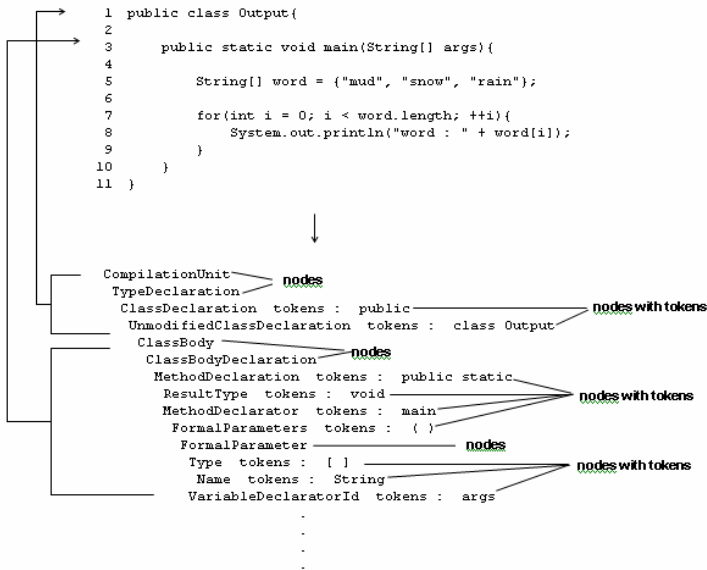 1 public class Output{
2
3 public static void main(String[] args){
4
5 String[] word = {"mud", "snow", "rain"};
6
7 for(int i = 0; i < word.length; ++i){
8 System.out.println("word : " + word[i]);
9 }
10 }
11 }
CompilationUnit
nodes
TypeDeclaration
ClassDeclaration tokens : public
nodes with tokens
UnmodifiedClassDeclaration tokens : class Output
ClassBody
nodes
ClassBodyDeclaration
MethodDeclaration tokens : public static
ResultType tokens : void
nodes with tokens
MethodDeclarator tokens : main
FormalParameters tokens : ( )
FormalParameter
nodes
Type tokens : [ ]
nodes with tokens
Name tokens : String
VariableDeclaratorId tokens : args
.
.
.
.